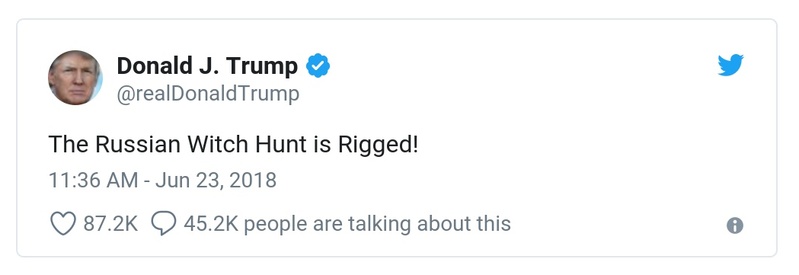 Donald J. Trump
@realDonaldTrump
The Russian Witch Hunt is Rigged!
11:36 AM - Jun 23, 2018
87.2K 45.2K people are talking about this